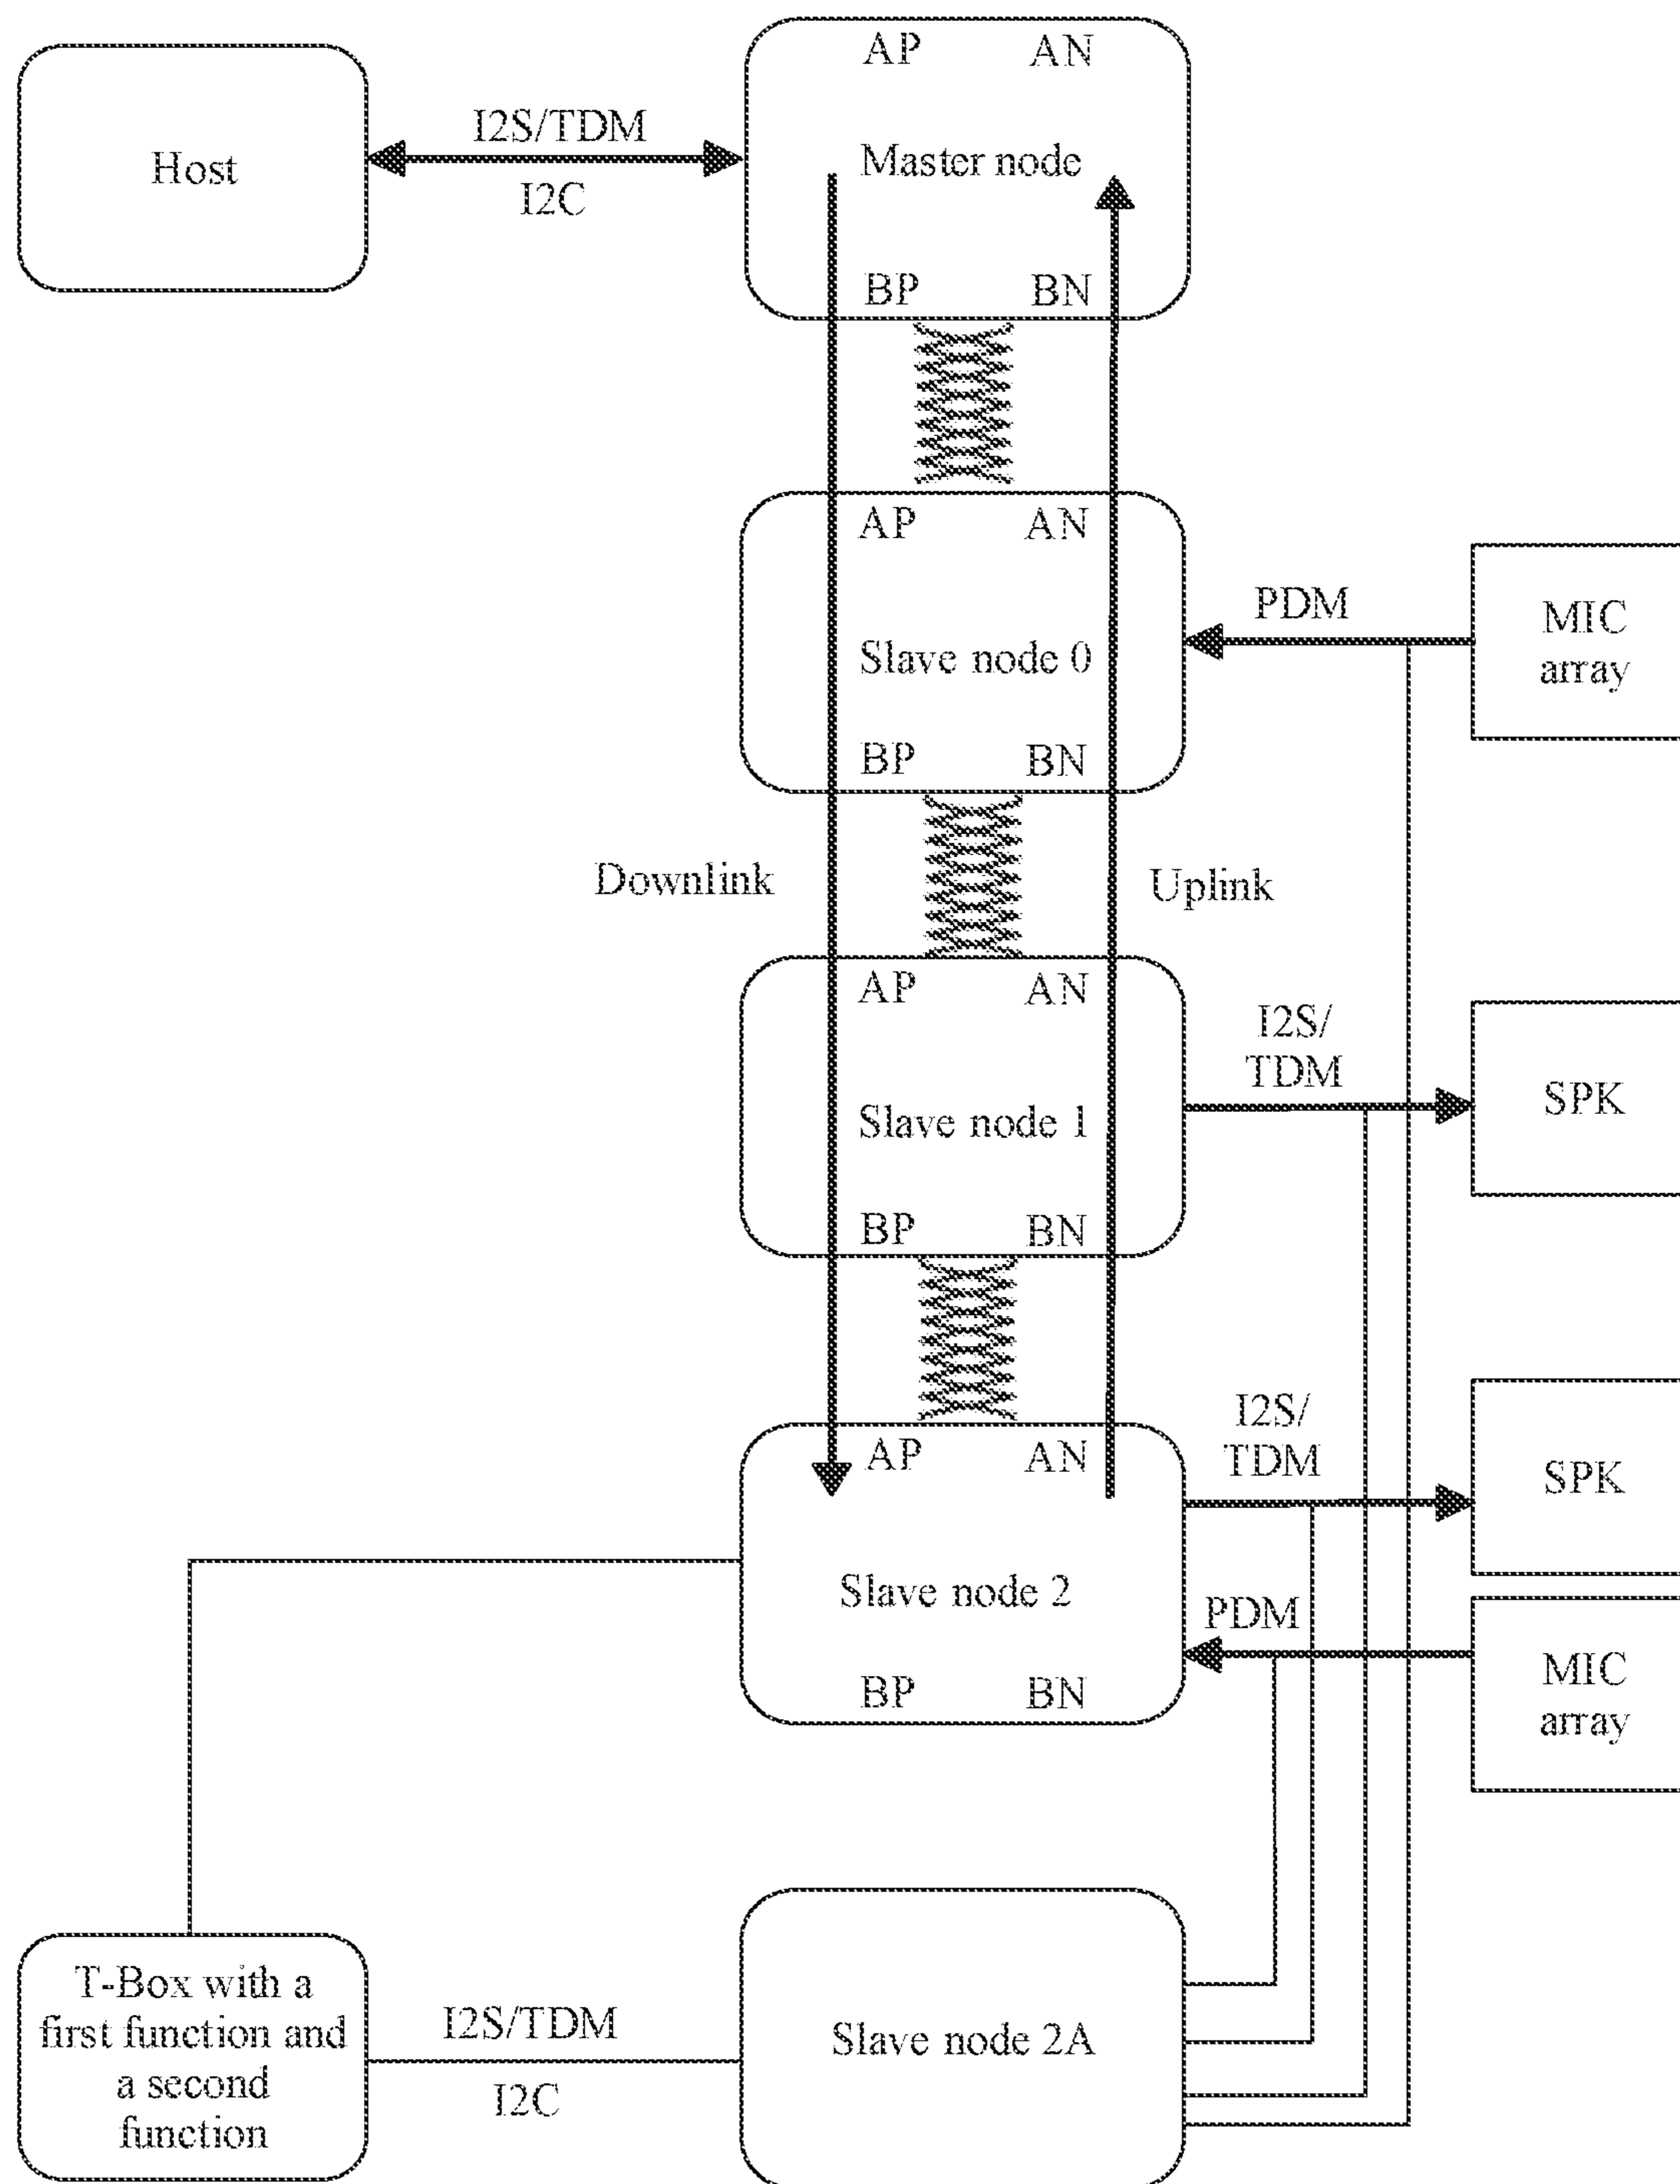 AP AN
I2S/TDM
Host
Master node
I2C
BP BN
AP AN
PDM
MIC
array
Slave node 0
BP BN
Downlink
Uplink
AP AN
I2S/
TDM
SPK
Slave node 1
BP BN
I2S/
TDM
AP AN
SPK
Slave node 2
PDM
MIC
array
BP BN
T-Box with a
first function and
a second
function
I2S/TDM
I2C
Slave node 2A